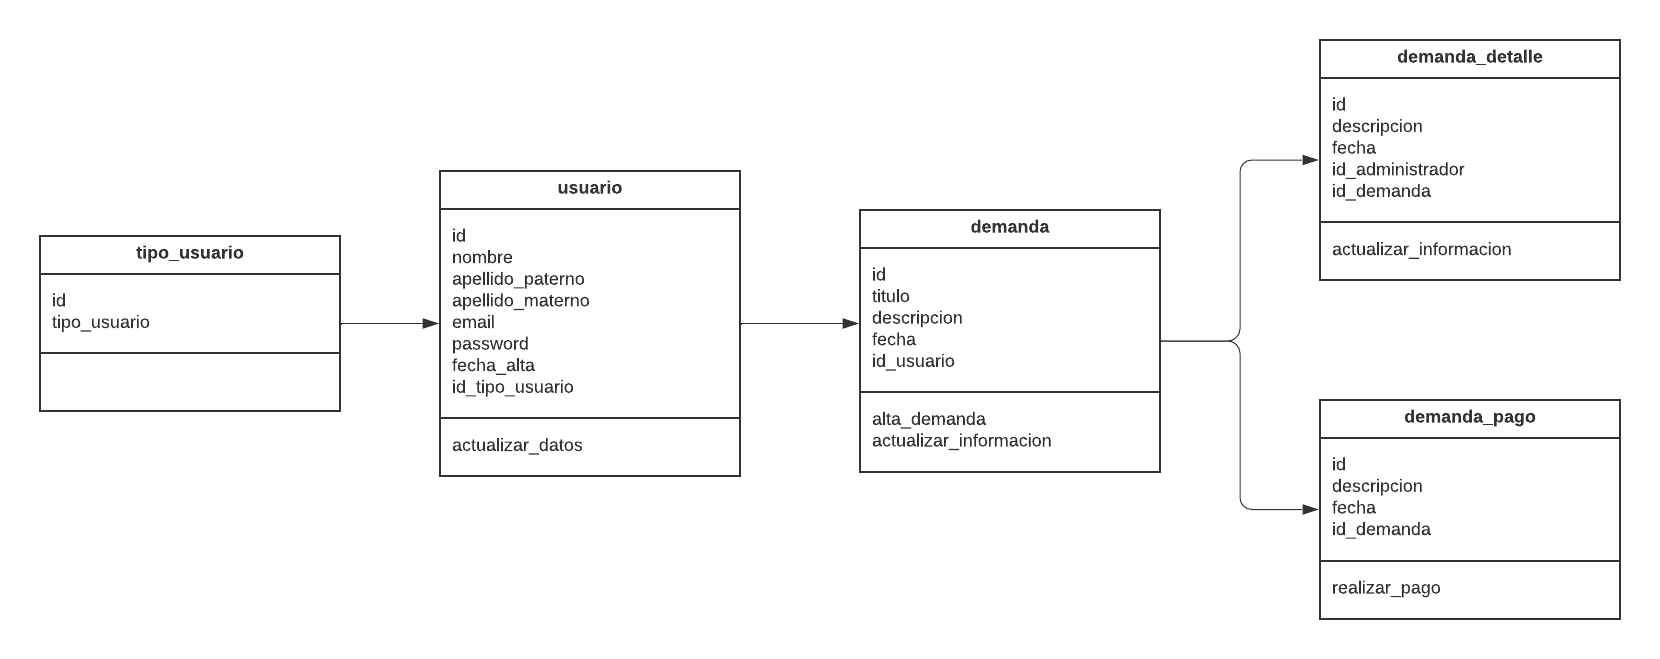 tipo_usuario
id
tipo_usuario
usuario
id
nombre
apellido_paterno
apellido_materno
email
password
fecha_alta
id_tipo_usuario
actualizar_datos
demanda
id
titulo
descripcion
fecha
id_usuario
alta_demanda
actualizar_informacion
demanda_detalle
id
descripcion
fecha
id_administrador
id_demanda
actualizar_informacion
demanda_pago
id
descripcion
fecha
id_demanda
realizar_pago